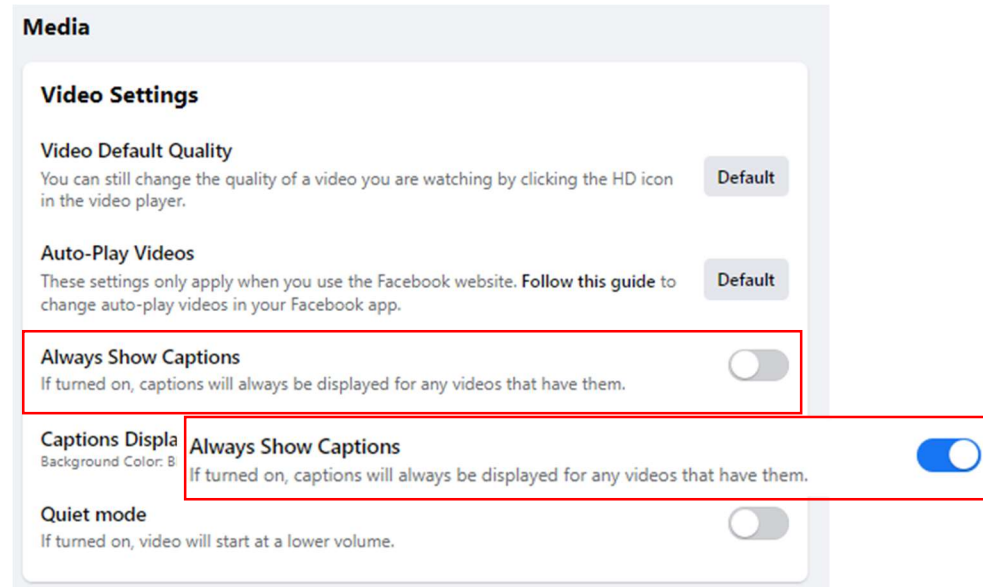 Media
Video Settings
Video Default Quality
You can still change the quality of a video you are watching by clicking the HD icon
in the video player.
Default
Auto-Play Videos
These settings only apply when you use the Facebook website. Follow this guide to
change auto-play videos in your Facebook app.
Default
Always Show Captions
If turned on, captions will always be displayed for any videos that have them.
Captions Displa
Background Color: B
Always Show Captions
If turned on, captions will always be displayed for any videos that have them.
Quiet mode
If turned on, video will start at a lower volume.